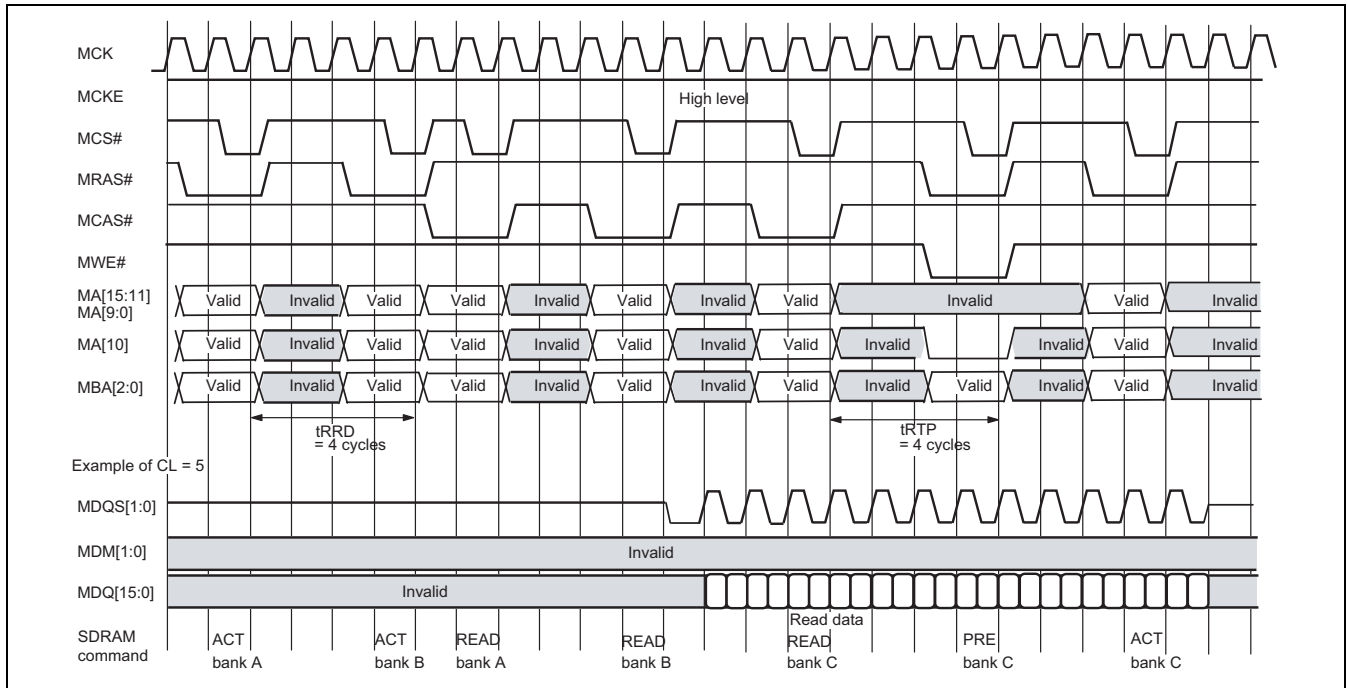 MCK
MCKE
High level
MCS#
MRAS#
MCAS#
MWE#
MA[15:11]
MA[9:0]
Valid Invalid Valid Valid Invalid Valid Invalid Valid Invalid Valid Invalid
MA[10]
Valid Invalid Valid Valid Invalid Valid Invalid Valid Invalid Invalid Valid Invalid
MBA[2:0]
Valid Invalid Valid Valid Invalid Valid Invalid Valid Invalid Valid Invalid Valid Invalid
tRRD
= 4 cycles
tRTP
= 4 cycles
Example of CL = 5
MDQS[1:0]
MDM[1:0]
Invalid
MDQ[15:0]
Invalid
Read data
SDRAM
command
ACT
bank A
ACT
bank B
READ
bank A
READ
bank B
READ
bank C
PRE
bank C
ACT
bank C